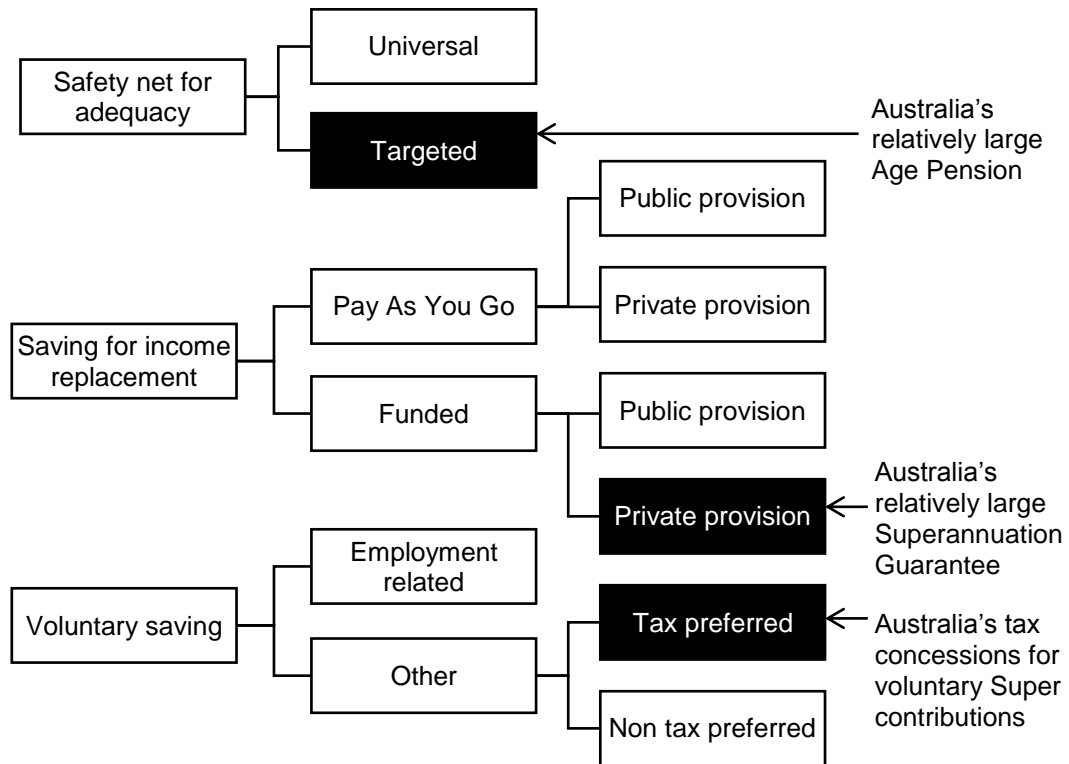 Universal
Safety net for
adequacy
Targeted
Australia’s
relatively large
Age Pension
Public provision
Pay As You Go
Private provision
Saving for income
replacement
Funded
Public provision
Private provision
Australia’s
relatively large
Superannuation
Guarantee
Employment
related
Voluntary saving
Tax preferred
Other
Australia’s tax
concessions for
voluntary Super
contributions
Non tax preferred